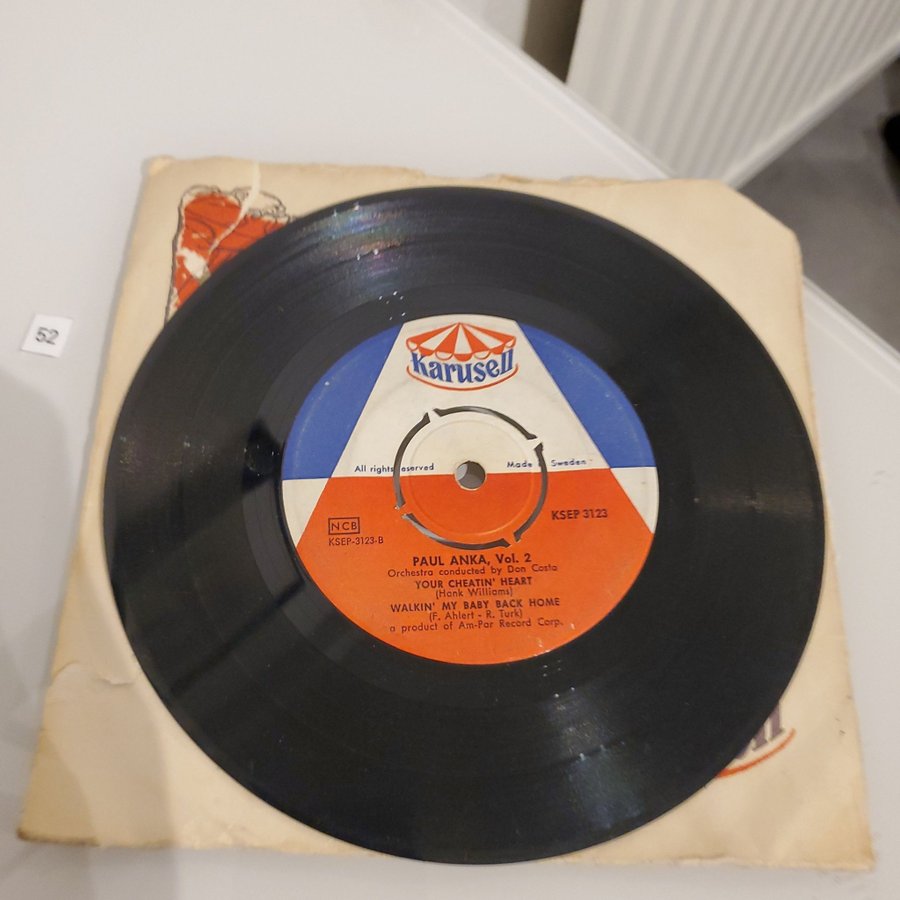 52
Karusell
All rights reserved
Made Sweden
NCB
KSEP-3123-B
KSEP 3123
PAUL ANKA, Vol. 2
Orchestra conducted by Don Costa
YOUR CHEATIN' HEART
(Hank Williams)
WALKIN' MY BABY BACK HOME
(F. Ahlert - R. Turk)
a product of Am-Par Record Corp.